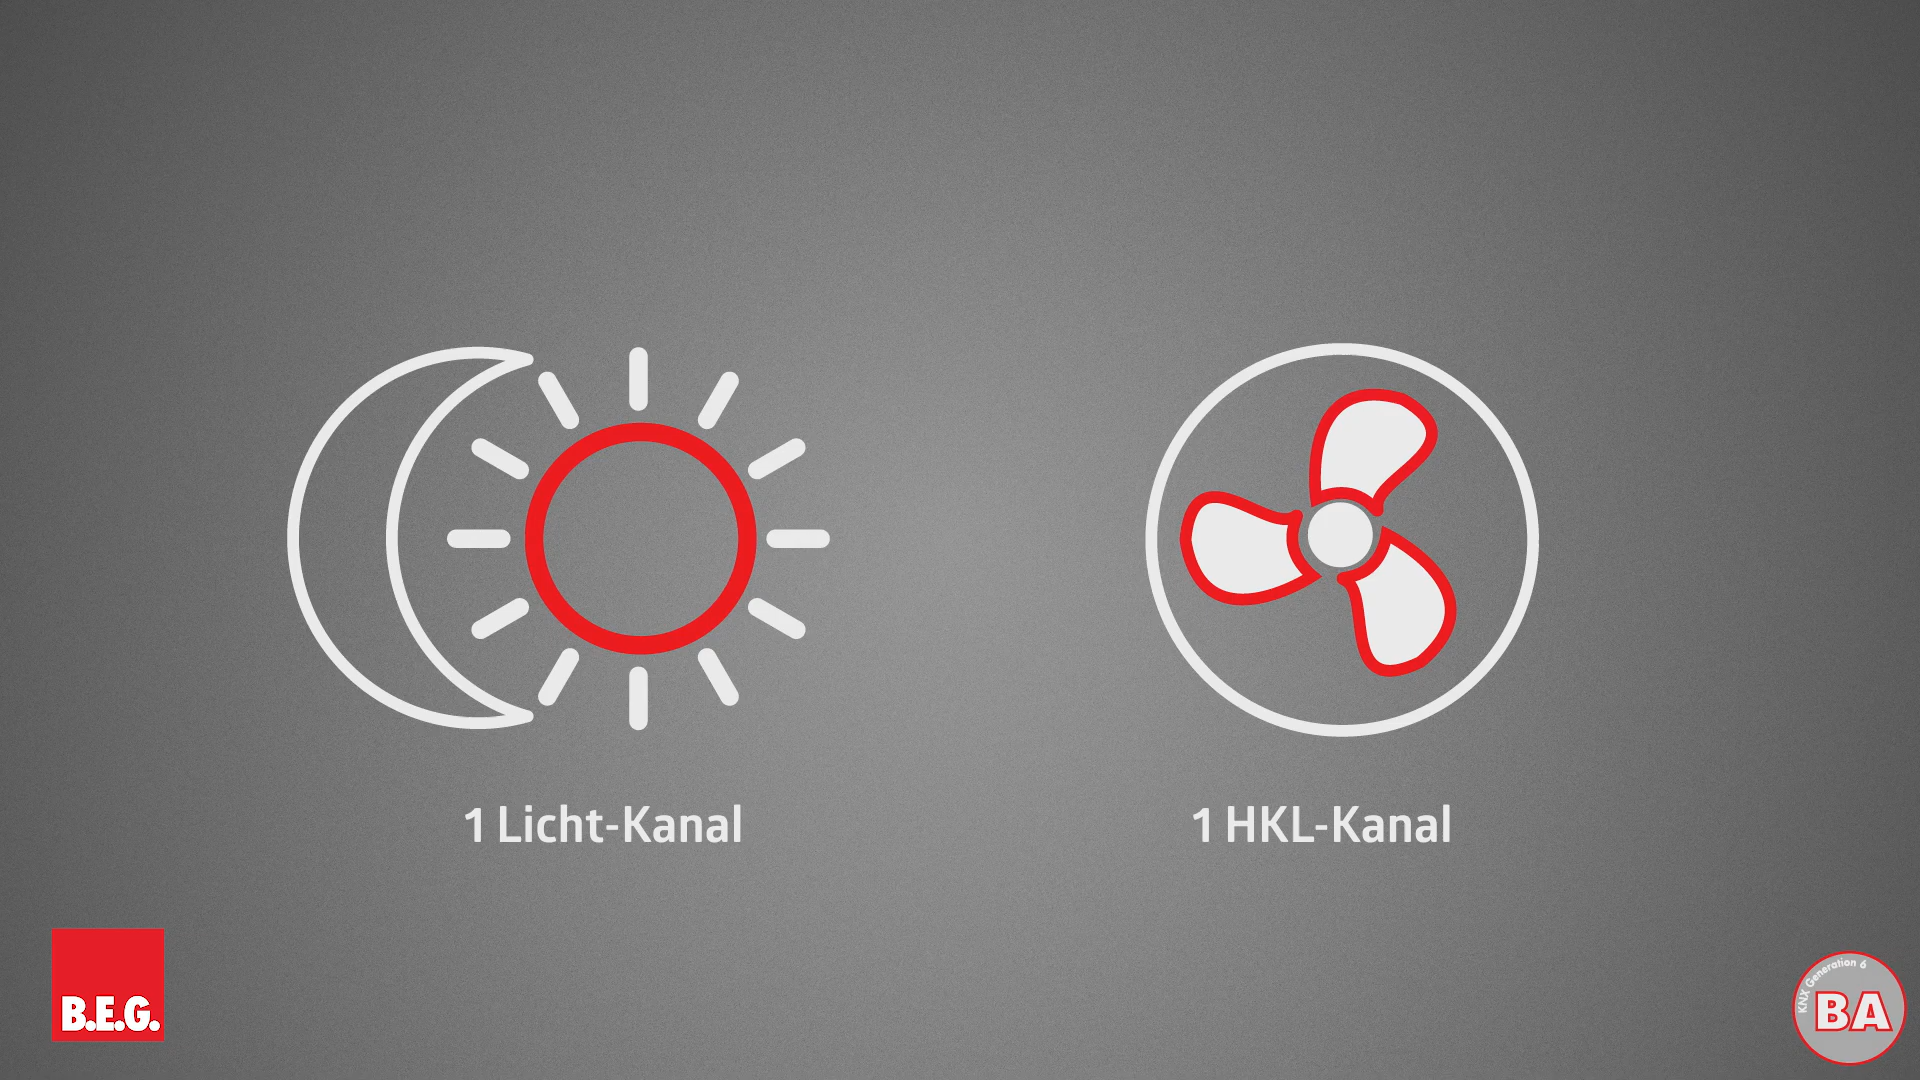 1 Licht-Kanal
1 HKL-Kanal
B.E.G.
KNX Generation 6
BA